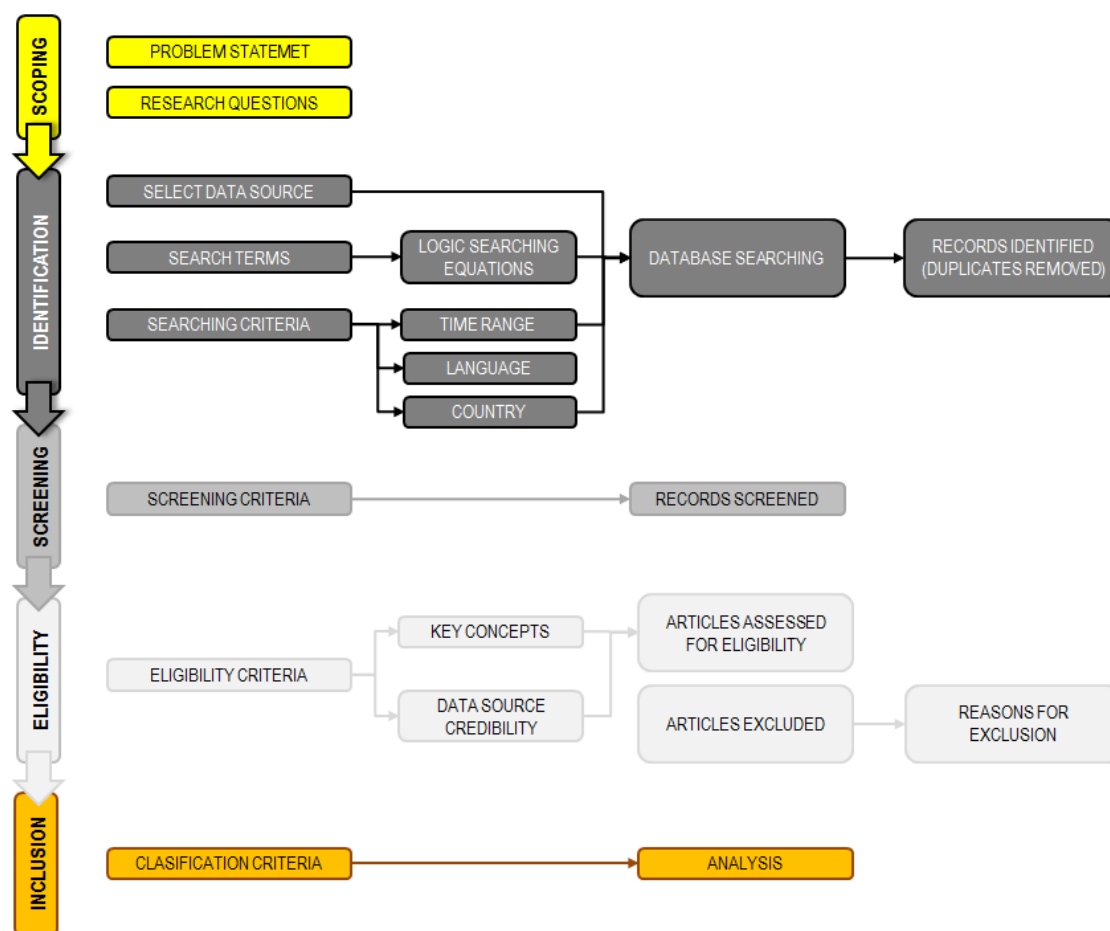 SCOPING
PROBLEM STATEMET
RESEARCH QUESTIONS
IDENTIFICATION
SELECT DATA SOURCE
SEARCH TERMS
LOGIC SEARCHING
EQUATIONS
DATABASE SEARCHING
RECORDS IDENTIFIED
(DUPLICATES REMOVED)
SEARCHING CRITERIA
TIME RANGE
LANGUAGE
COUNTRY
SCREENING
SCREENING CRITERIA
RECORDS SCREENED
ELIGIBILITY
ELIGIBILITY CRITERIA
KEY CONCEPTS
DATA SOURCE
CREDIBILITY
ARTICLES ASSESSED
FOR ELIGIBILITY
ARTICLES EXCLUDED
REASONS FOR
EXCLUSION
INCLUSION
CLASIFICATION CRITERIA
ANALYSIS